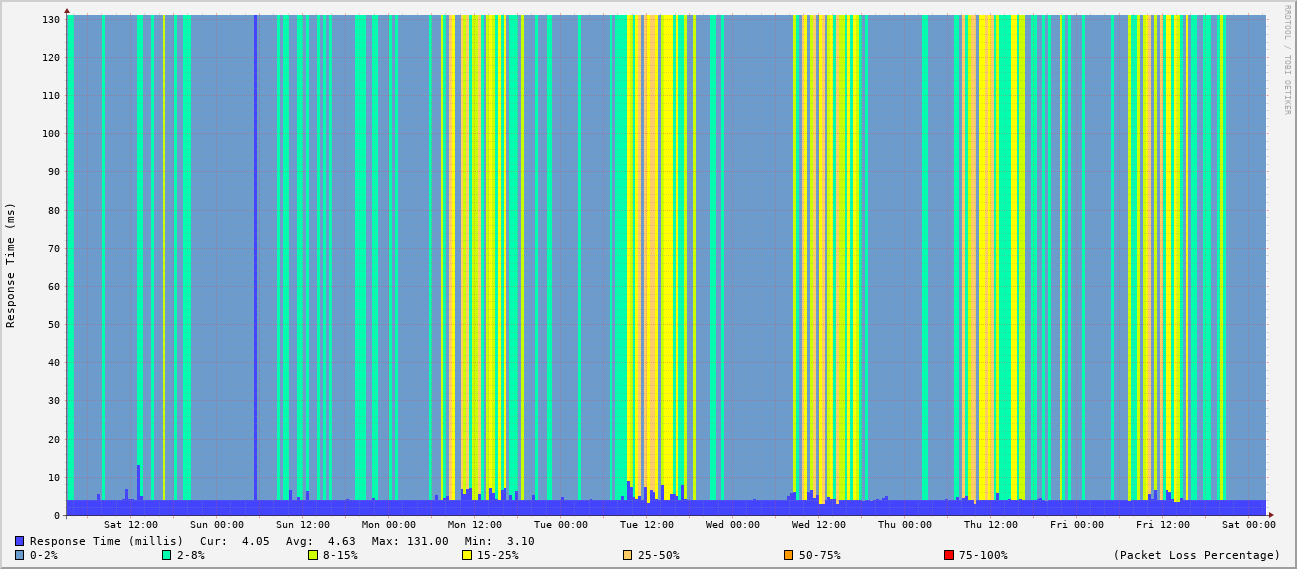 RRDTOOL / TOBI OETIKER
Response Time (ms)
130
120
110
100
90
80
70
60
50
40
30
20
10
0
Sat 12:00 Sun 00:00 Sun 12:00 Mon 00:00 Mon 12:00 Tue 00:00 Tue 12:00 Wed 00:00 Wed 12:00 Thu 00:00 Thu 12:00 Fri 00:00 Fri 12:00 Sat 00:00
Response Time (millis) Cur: 4.05 Avg: 4.63 Max: 131.00 Min: 3.10
0-2% 2-8% 8-15% 15-25% 25-50% 50-75% 75-100% (Packet Loss Percentage)